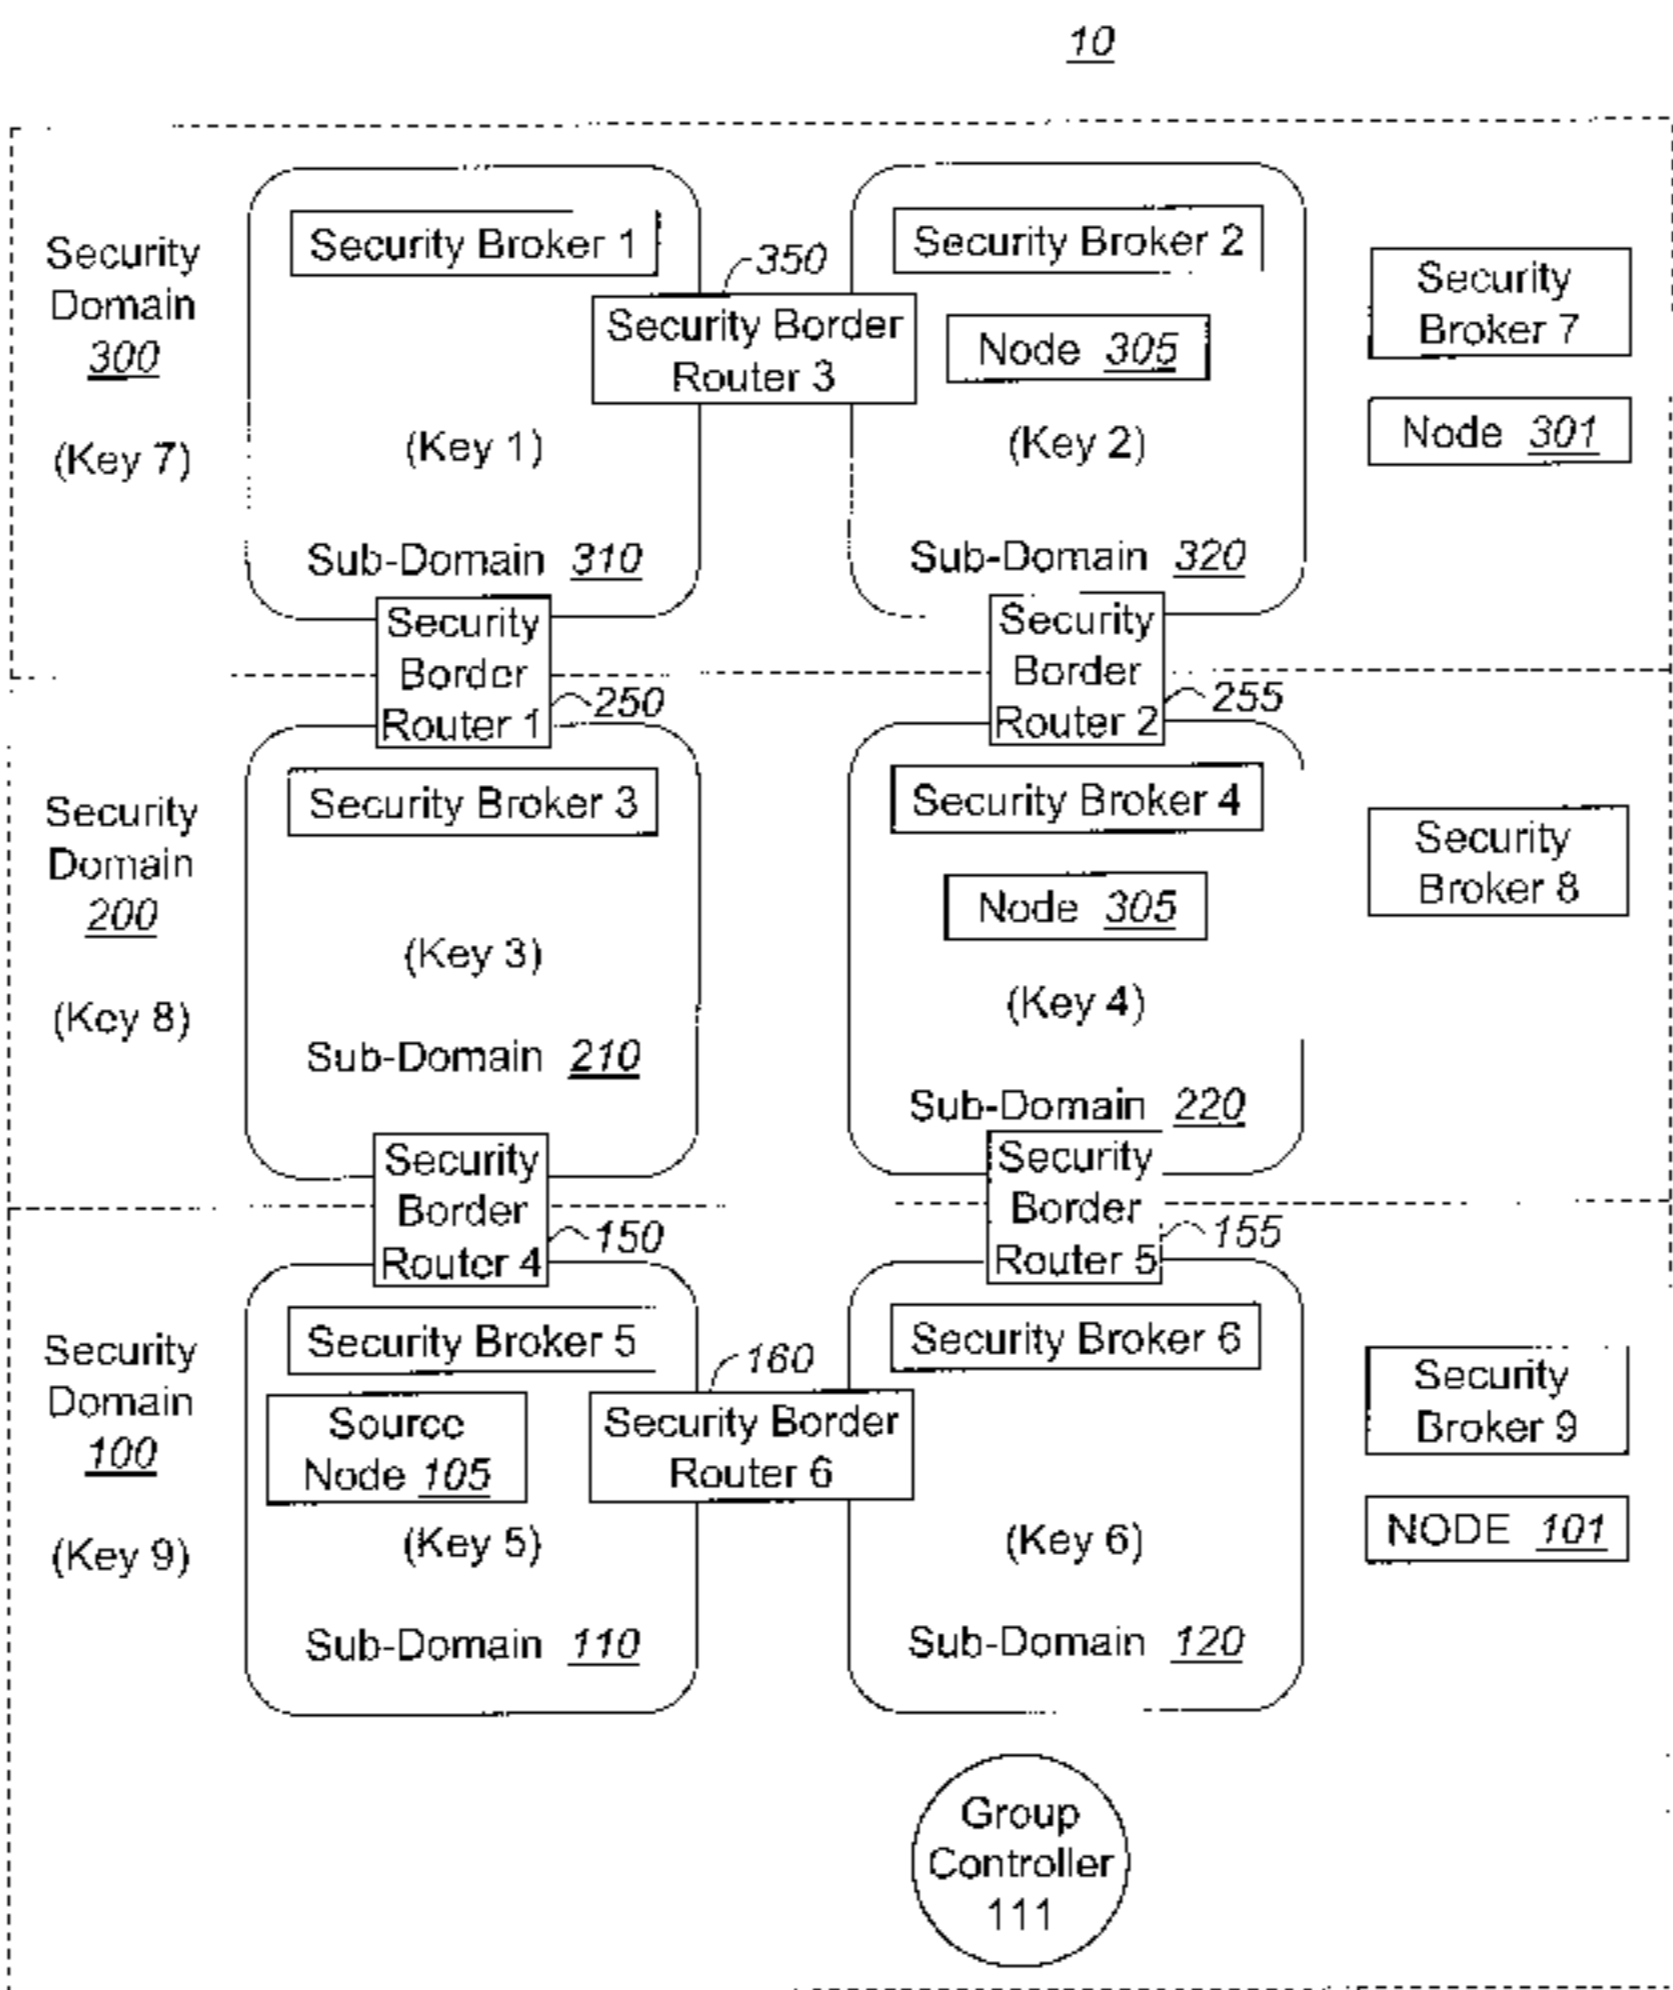 10
Security
Domain
300
(Key 7)
Security Broker 1
350
Security Border
Router 3
(Key 1)
Sub-Domain 310
Security Broker 2
Node 305
(Key 2)
Sub-Domain 320
Security
Broker 7
Node 301
Security
Border
Router 1
250
Security
Border
Router 2
255
Security
Domain
200
(Key 8)
Security Broker 3
(Key 3)
Sub-Domain 210
Security Broker 4
Node 305
(Key 4)
Sub-Domain 220
Security
Broker 8
Security
Border
Router 4
150
Security
Border
Router 5
155
Security
Domain
100
(Key 9)
Security Broker 5
Source
Node 105
160
Security Border
Router 6
(Key 5)
Sub-Domain 110
Security Broker 6
(Key 6)
Sub-Domain 120
Security
Broker 9
NODE 101
Group
Controller
111